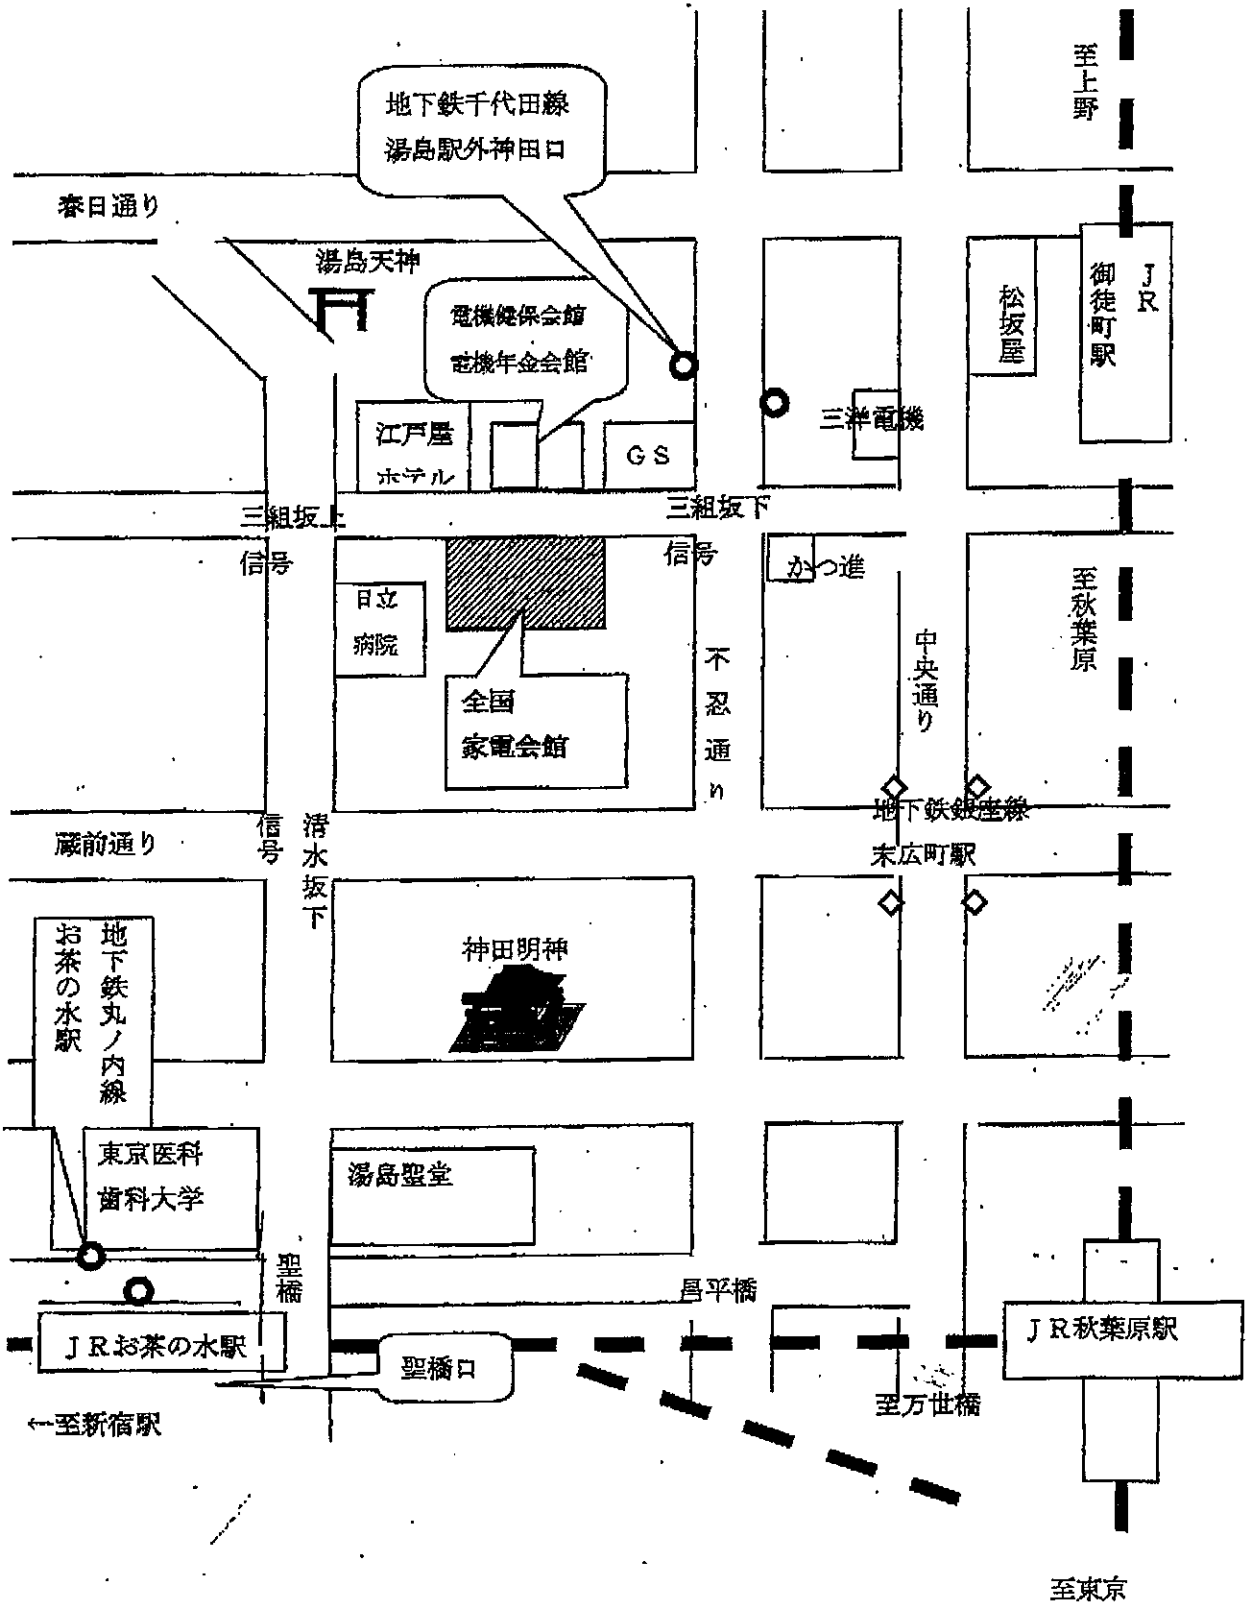 至上野
地下鉄千代田線
湯島駅外神田口
春日通り
湯島天神
電機健保会館
電機年金会館
松坂屋
JR
御徒町駅
三洋電機
江戸屋
ホテル
GS
三組坂上
信号
三組坂下
信号
かつ進
日立
病院
全国
家電会館
不忍通り
中央通り
至秋葉原
地下鉄銀座線
末広町駅
蔵前通り
清水坂下
信号
神田明神
地下鉄丸ノ内線
お茶の水駅
東京医科
歯科大学
湯島聖堂
聖橋
昌平橋
JRお茶の水駅
聖橋口
JR秋葉原駅
至万世橋
←至新宿駅
至東京